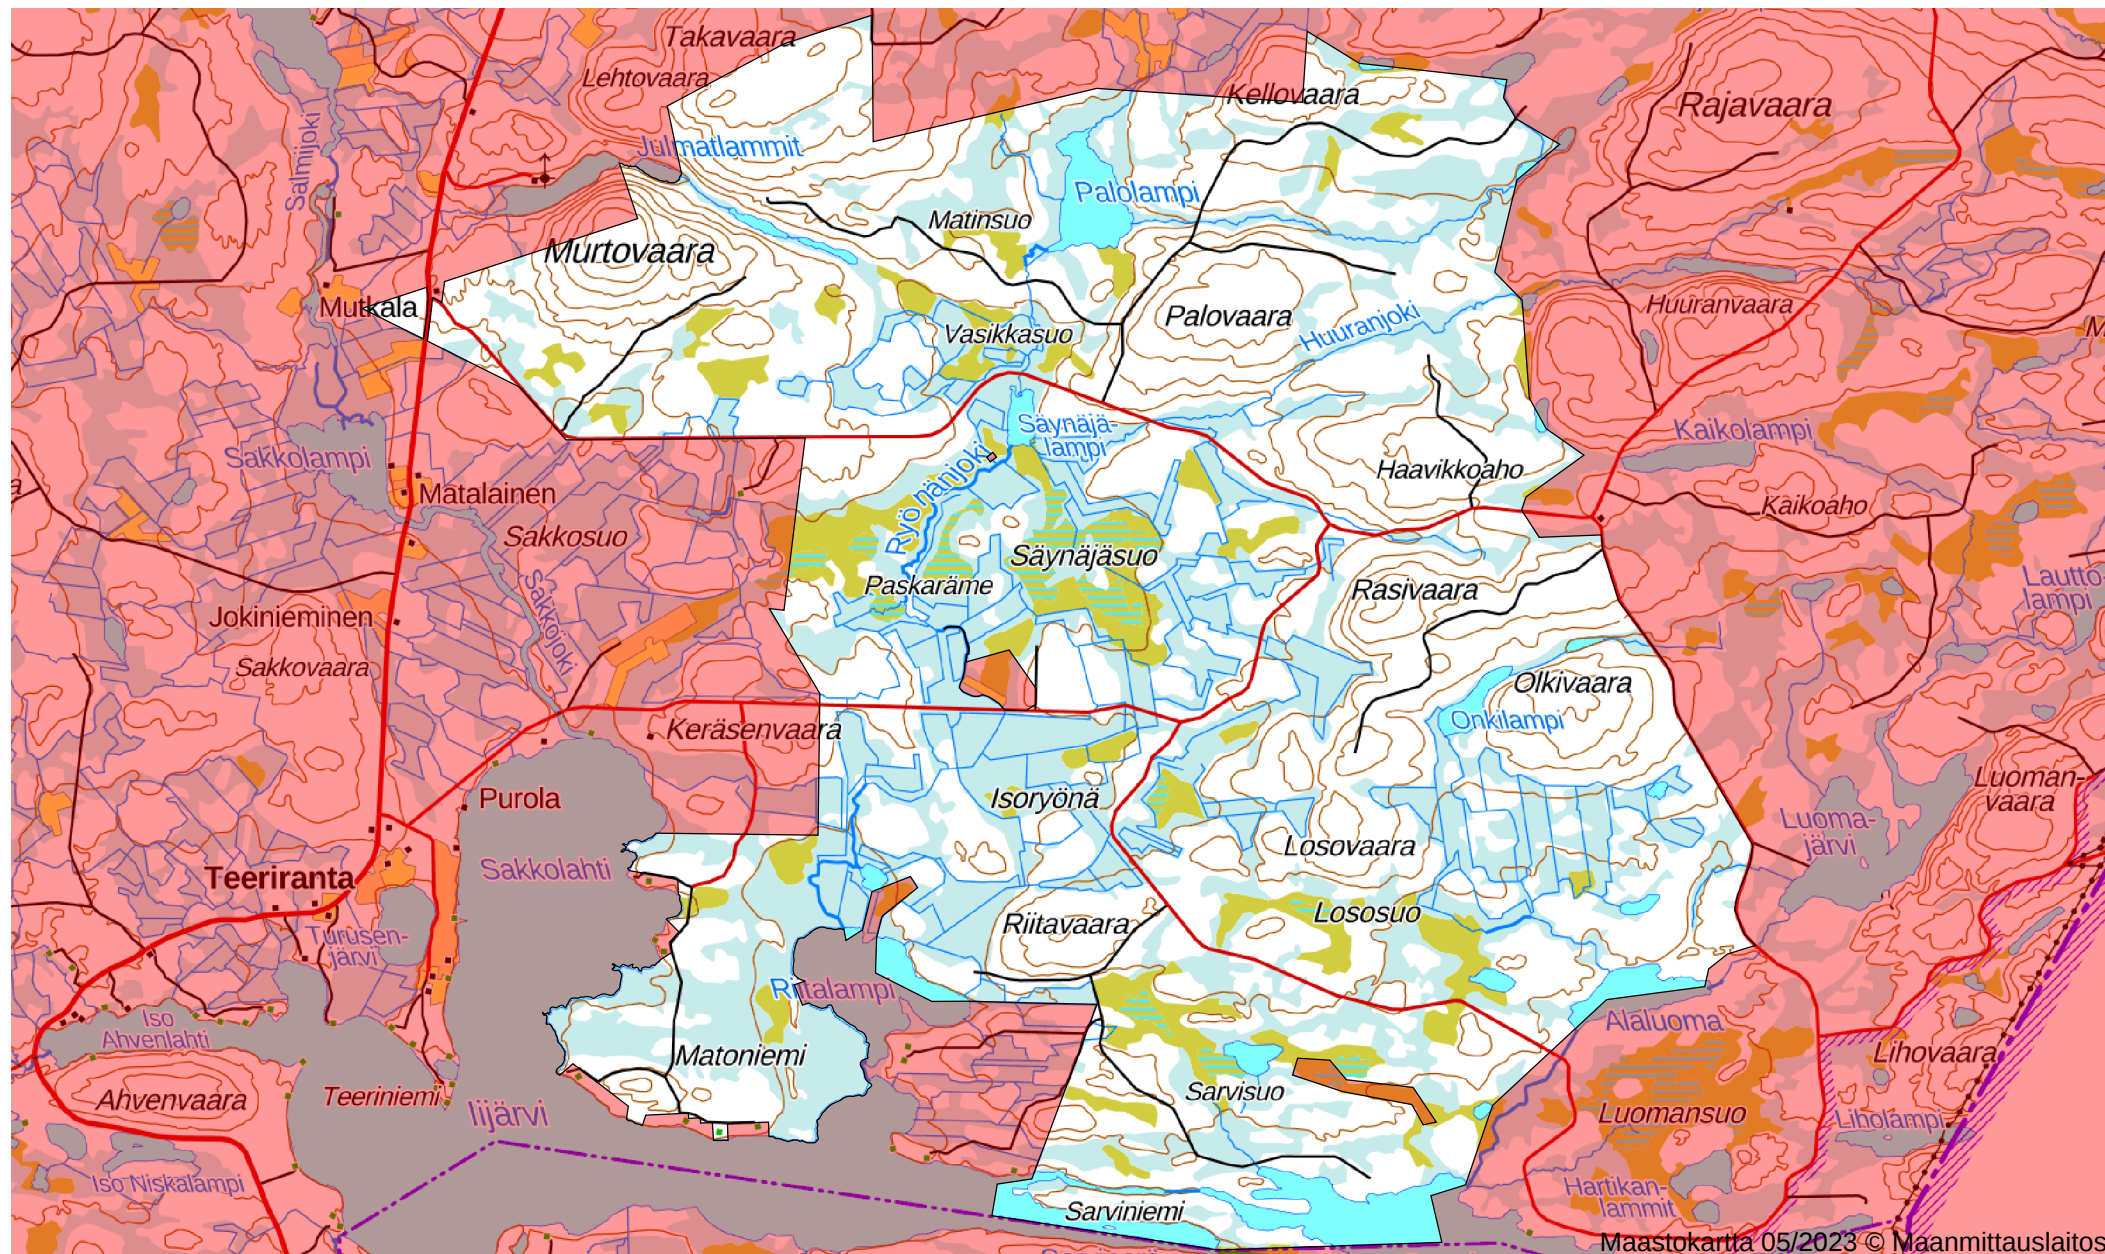 Takavaara
Lehtovaara
Kellovaara
Rajavaara
Salmijoki
Julmatlammit
Palolampi
Matinsuo
Murtovaara
Mutkala
Vasikkasuo
Palovaara
Huuranjoki
Huuranvaara
Säynäjä-
lampi
Kaikolampi
Sakkolampi
Matalainen
Haavikkoaho
Kaikoaho
Sakkosuo
Ryönänjoki
Säynäjäsuo
Paskaräme
Rasivaara
Lautto-
lampi
Jokinieminen
Sakkojoki
Sakkovaara
Olkivaara
Onkilampi
Keräsenvaara
Luoman-
vaara
Purola
Isoryönä
Luoma-
järvi
Losovaara
Sakkolahti
Teeriranta
Lososuo
Riitavaara
Turusen-
järvi
Riitalampi
Iso
Ahvenlahti
Alaluoma
Matoniemi
Lihovaara
Ahvenvaara
Teeriniemi
Iijärvi
Sarvisuo
Luomansuo
Liholampi
Iso Niskalampi
Sarviniemi
Hartikan-
lammit
Maastokartta 05/2023 © Maanmittauslaitos